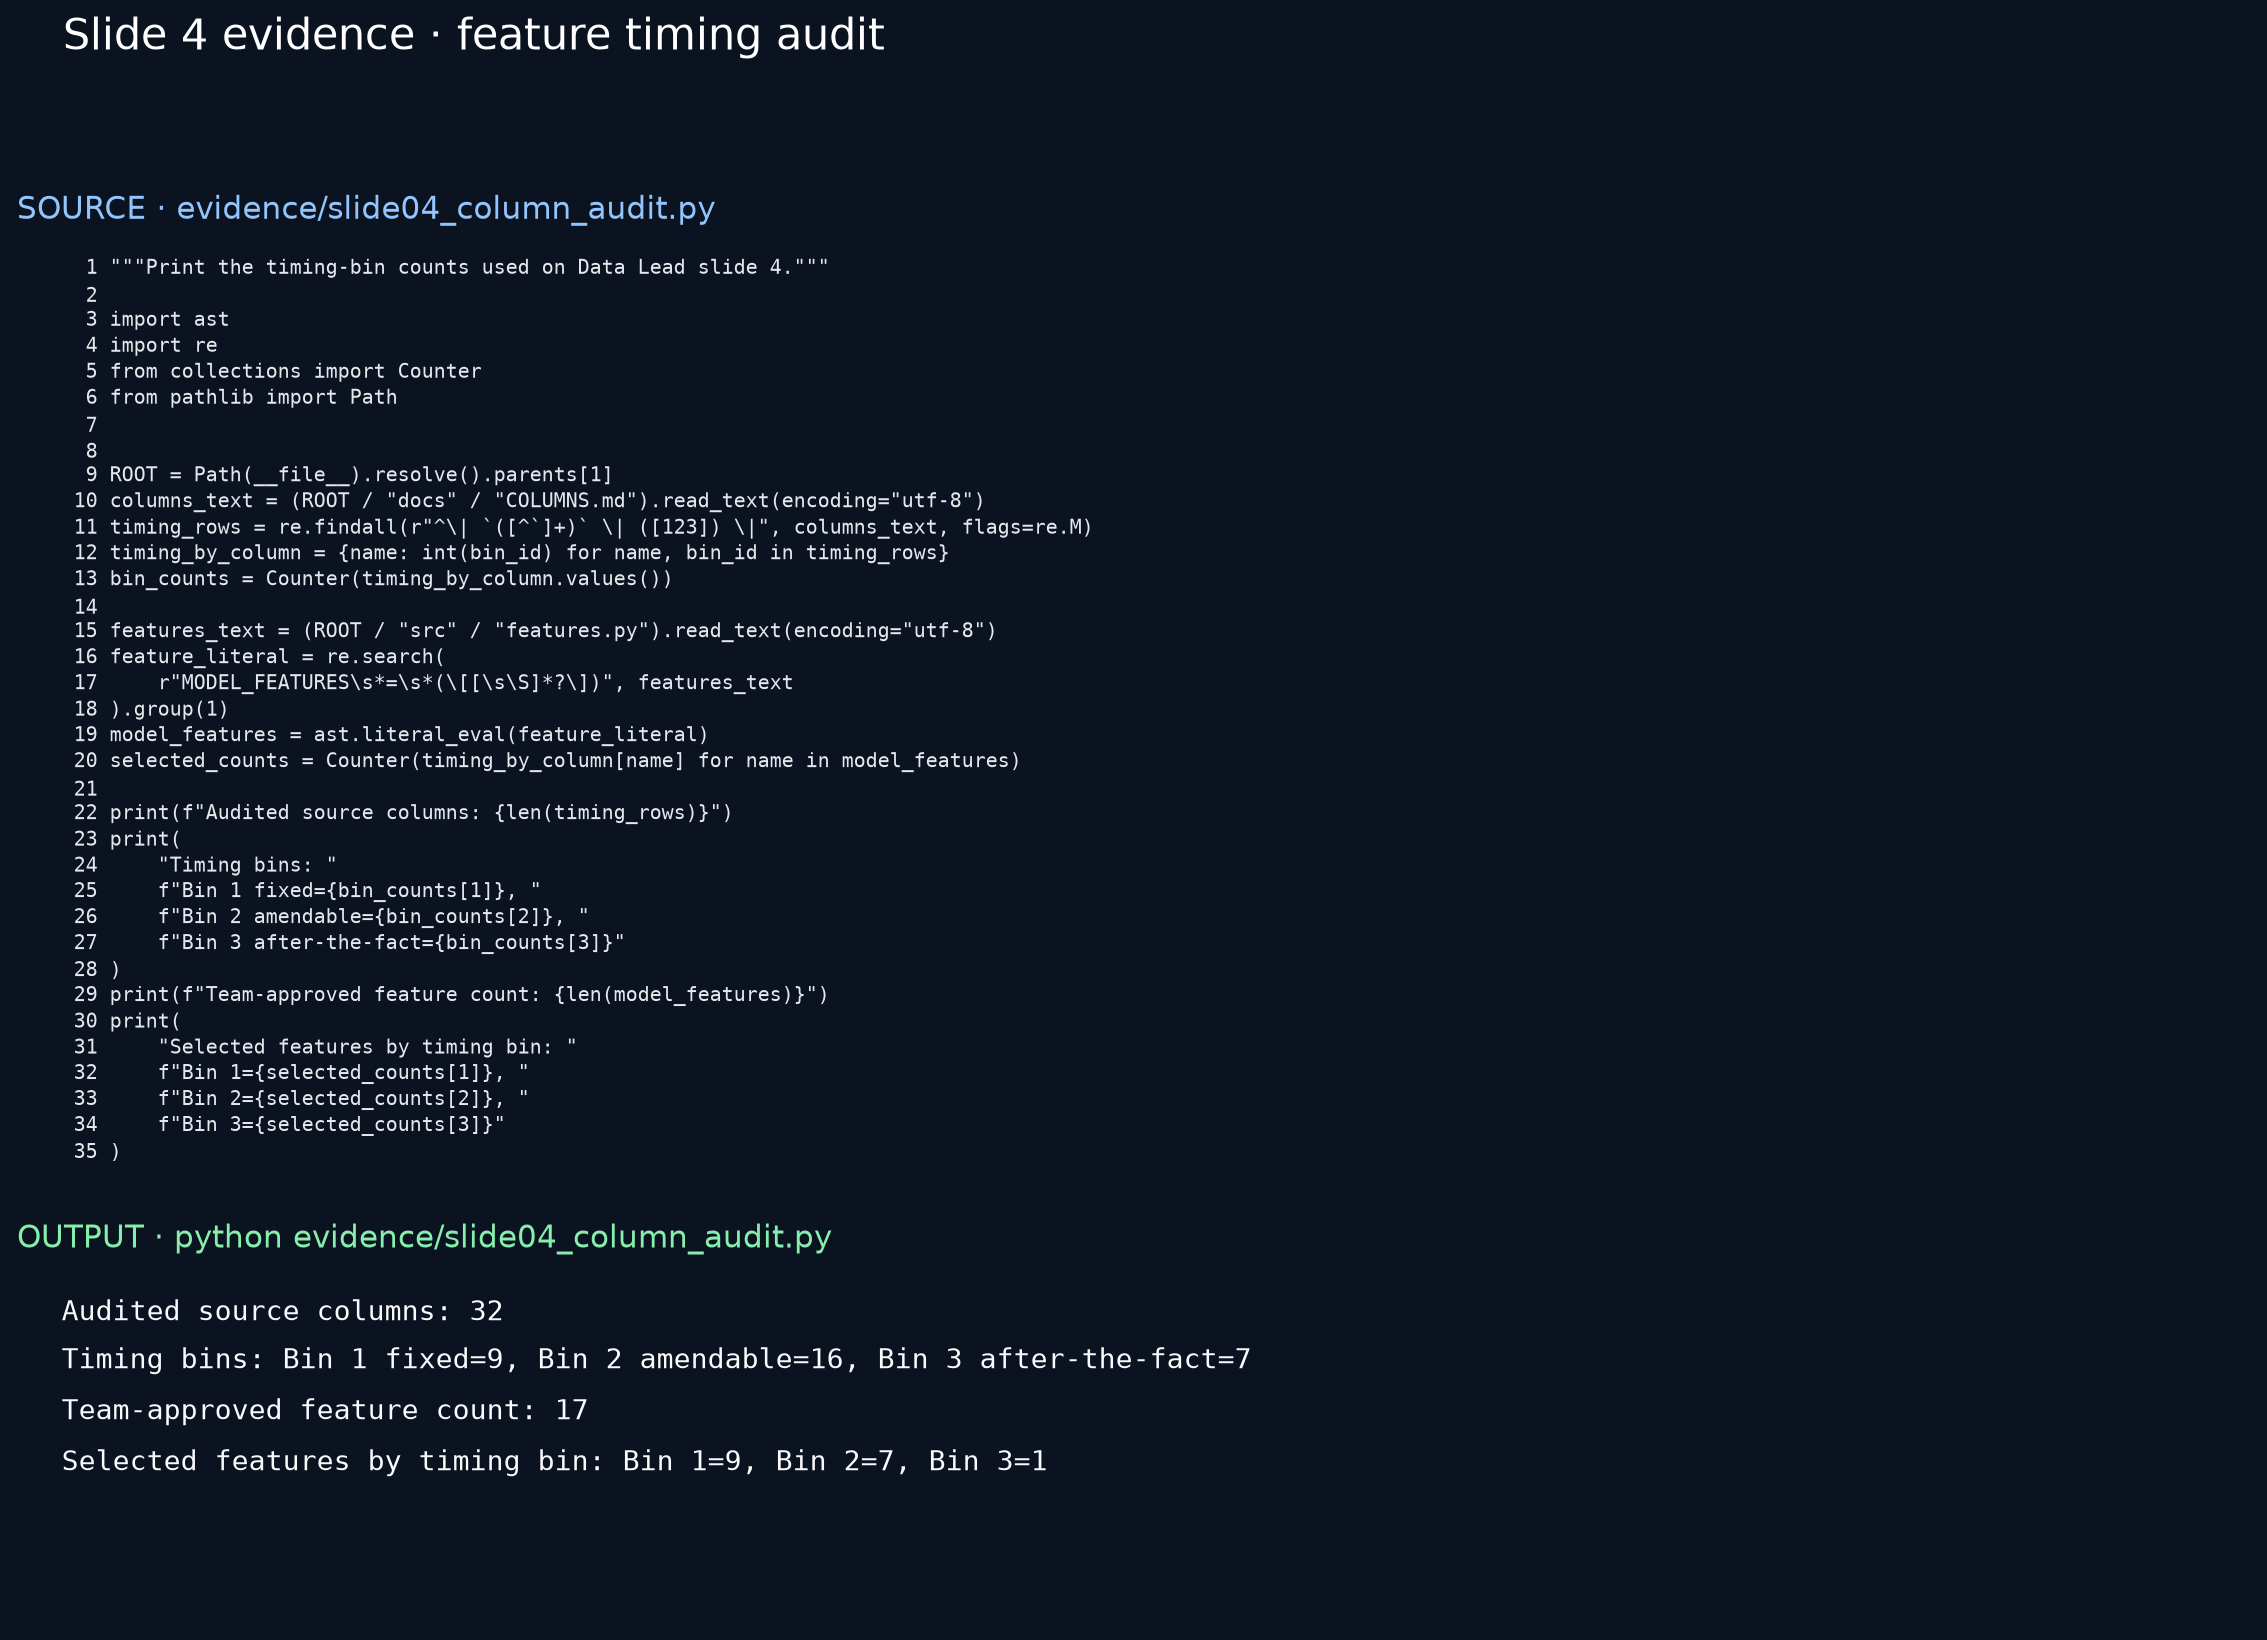 Slide 4 evidence · feature timing audit
SOURCE · evidence/slide04_column_audit.py
1 """Print the timing-bin counts used on Data Lead slide 4."""
2
3 import ast
4 import re
5 from collections import Counter
6 from pathlib import Path
7
8
9 ROOT = Path(__file__).resolve().parents[1]
10 columns_text = (ROOT / "docs" / "COLUMNS.md").read_text(encoding="utf-8")
11 timing_rows = re.findall(r"^\| `([^`]+)` \| ([123]) \|", columns_text, flags=re.M)
12 timing_by_column = {name: int(bin_id) for name, bin_id in timing_rows}
13 bin_counts = Counter(timing_by_column.values())
14
15 features_text = (ROOT / "src" / "features.py").read_text(encoding="utf-8")
16 feature_literal = re.search(
17     r"MODEL_FEATURES\s*=\s*(\[[\s\S]*?\])", features_text
18 ).group(1)
19 model_features = ast.literal_eval(feature_literal)
20 selected_counts = Counter(timing_by_column[name] for name in model_features)
21
22 print(f"Audited source columns: {len(timing_rows)}")
23 print(
24     "Timing bins: "
25     f"Bin 1 fixed={bin_counts[1]}, "
26     f"Bin 2 amendable={bin_counts[2]}, "
27     f"Bin 3 after-the-fact={bin_counts[3]}"
28 )
29 print(f"Team-approved feature count: {len(model_features)}")
30 print(
31     "Selected features by timing bin: "
32     f"Bin 1={selected_counts[1]}, "
33     f"Bin 2={selected_counts[2]}, "
34     f"Bin 3={selected_counts[3]}"
35 )
OUTPUT · python evidence/slide04_column_audit.py
Audited source columns: 32
Timing bins: Bin 1 fixed=9, Bin 2 amendable=16, Bin 3 after-the-fact=7
Team-approved feature count: 17
Selected features by timing bin: Bin 1=9, Bin 2=7, Bin 3=1